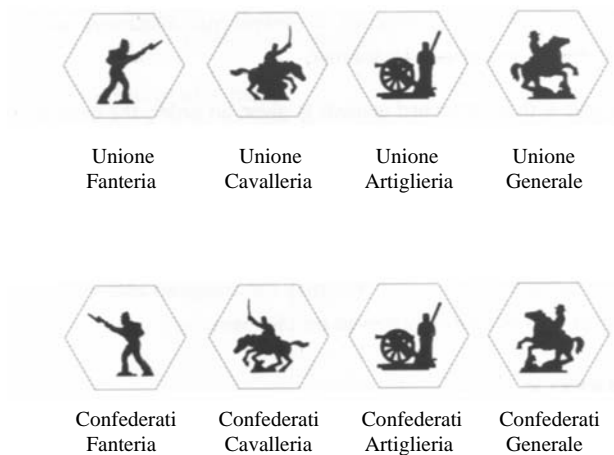 Unione Unione Unione Unione
Fanteria Cavalleria Artiglieria Generale
Confederati Confederati Confederati Confederati
Fanteria Cavalleria Artiglieria Generale